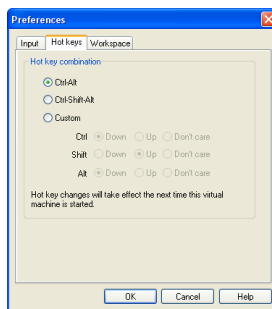 Preferences
Input Hot keys Workspace
Hot key combination
Ctrl-Alt
Ctrl-Shift-Alt
Custom
Ctrl Down Up Don't care
Shift Down Up Don't care
Alt Down Up Don't care
Hot key changes will take effect the next time this virtual
machine is started.
OK Cancel Help